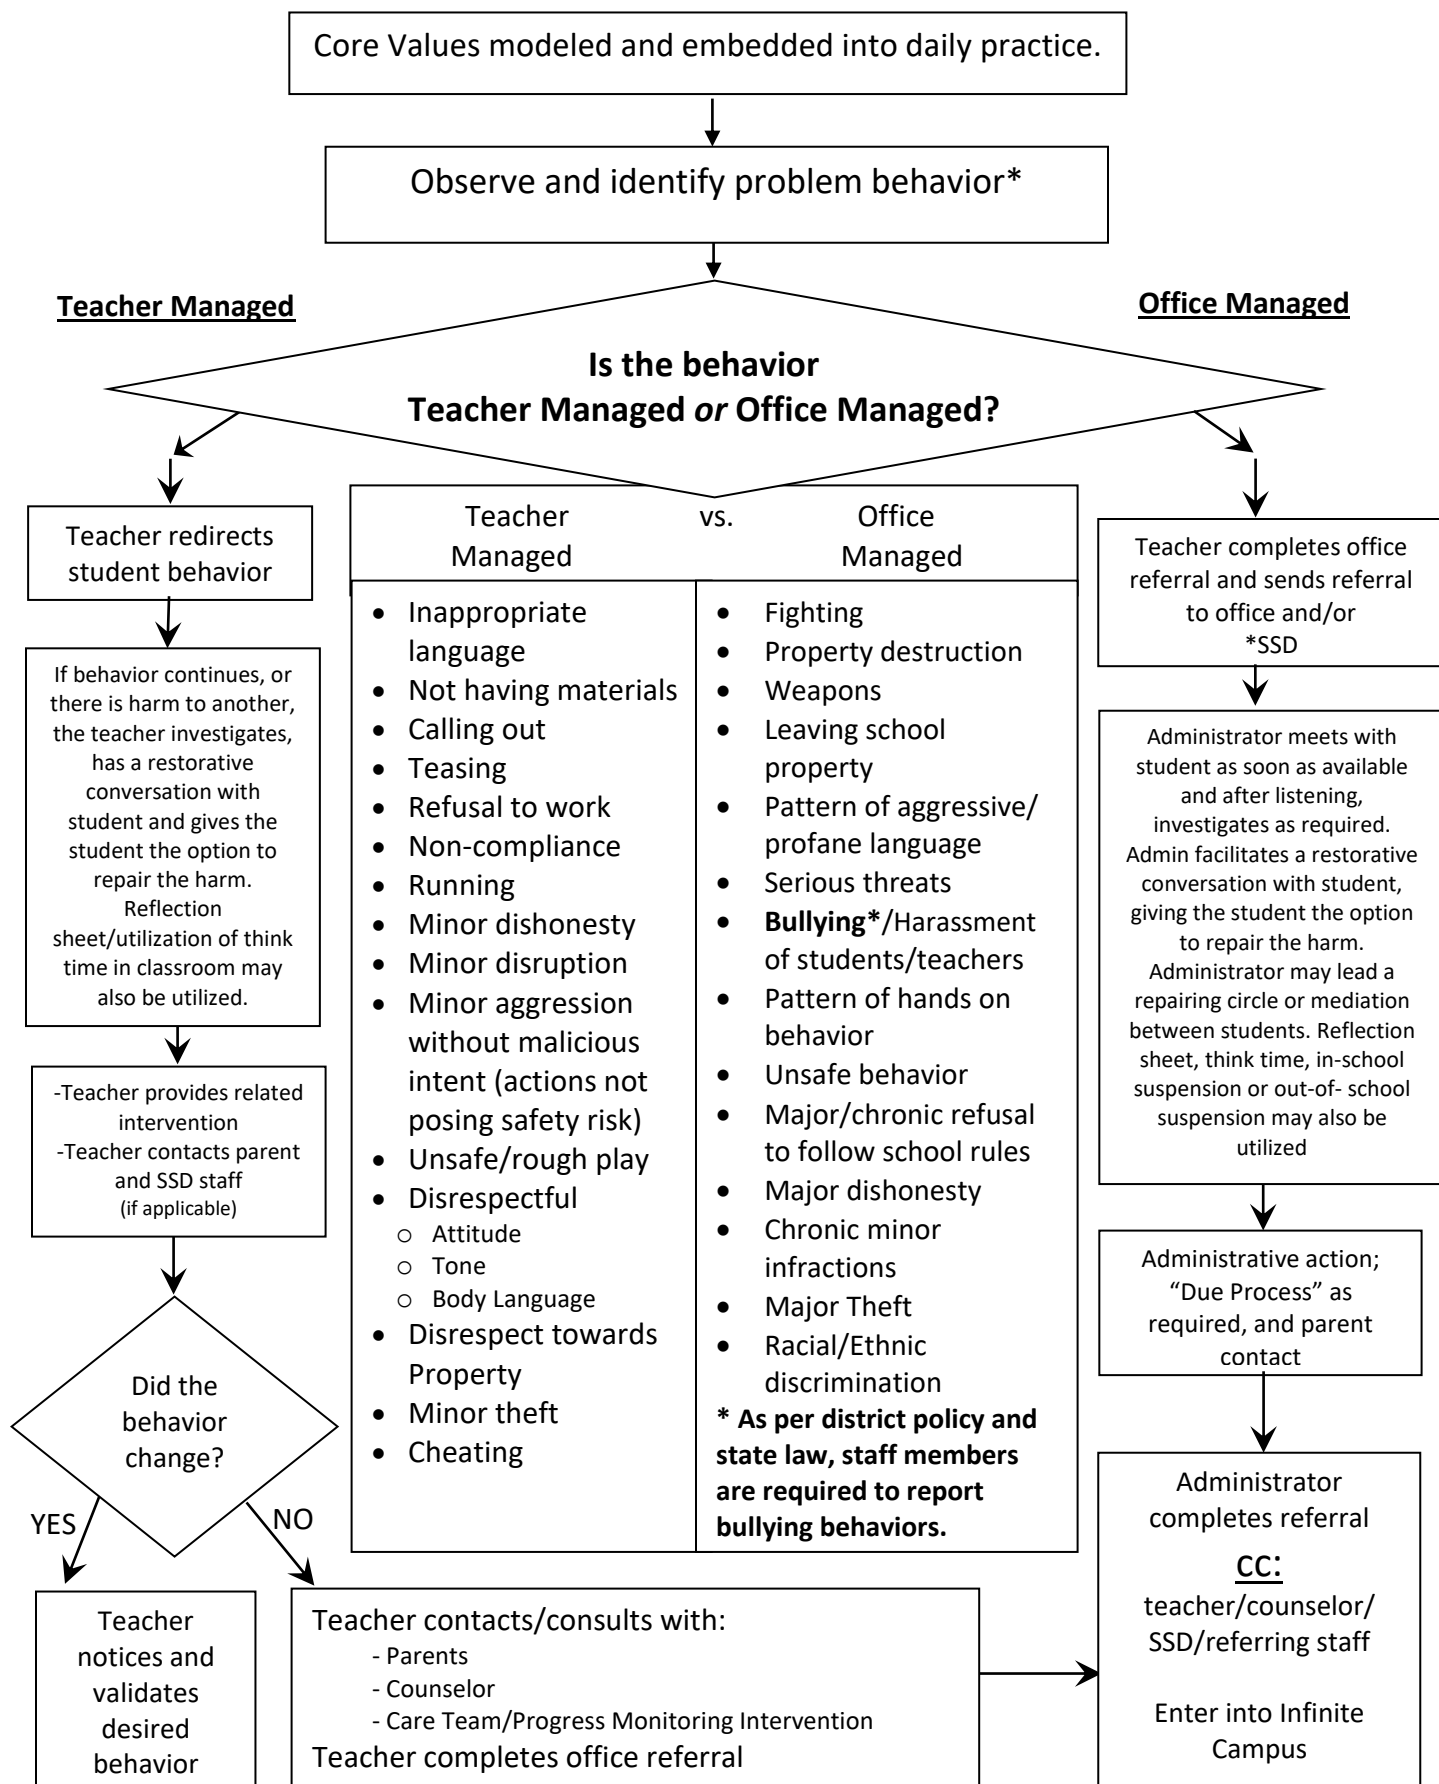 Core Values modeled and embedded into daily practice.
Observe and identify problem behavior*
Teacher Managed
Office Managed
Is the behavior
Teacher Managed or Office Managed?
Teacher redirects
student behavior
If behavior continues, or
there is harm to another,
the teacher investigates,
has a restorative
conversation with
student and gives the
student the option to
repair the harm.
Reflection
sheet/utilization of think
time in classroom may
also be utilized.
-Teacher provides related
intervention
-Teacher contacts parent
and SSD staff
(if applicable)
Did the
behavior
change?
YES
NO
Teacher
notices and
validates
desired
behavior
Teacher vs. Office
Managed Managed
• Inappropriate
language
• Not having materials
• Calling out
• Teasing
• Refusal to work
• Non-compliance
• Running
• Minor dishonesty
• Minor disruption
• Minor aggression
without malicious
intent (actions not
posing safety risk)
• Unsafe/rough play
• Disrespectful
o Attitude
o Tone
o Body Language
• Disrespect towards
Property
• Minor theft
• Cheating
• Fighting
• Property destruction
• Weapons
• Leaving school
property
• Pattern of aggressive/
profane language
• Serious threats
• Bullying*/Harassment
of students/teachers
• Pattern of hands on
behavior
• Unsafe behavior
• Major/chronic refusal
to follow school rules
• Major dishonesty
• Chronic minor
infractions
• Major Theft
• Racial/Ethnic
discrimination
* As per district policy and
state law, staff members
are required to report
bullying behaviors.
Teacher contacts/consults with:
- Parents
- Counselor
- Care Team/Progress Monitoring Intervention
Teacher completes office referral
Teacher completes office
referral and sends referral
to office and/or
*SSD
Administrator meets with
student as soon as available
and after listening,
investigates as required.
Admin facilitates a restorative
conversation with student,
giving the student the option
to repair the harm.
Administrator may lead a
repairing circle or mediation
between students. Reflection
sheet, think time, in-school
suspension or out-of- school
suspension may also be
utilized
Administrative action;
“Due Process” as
required, and parent
contact
Administrator
completes referral
cc:
teacher/counselor/
SSD/referring staff
Enter into Infinite
Campus